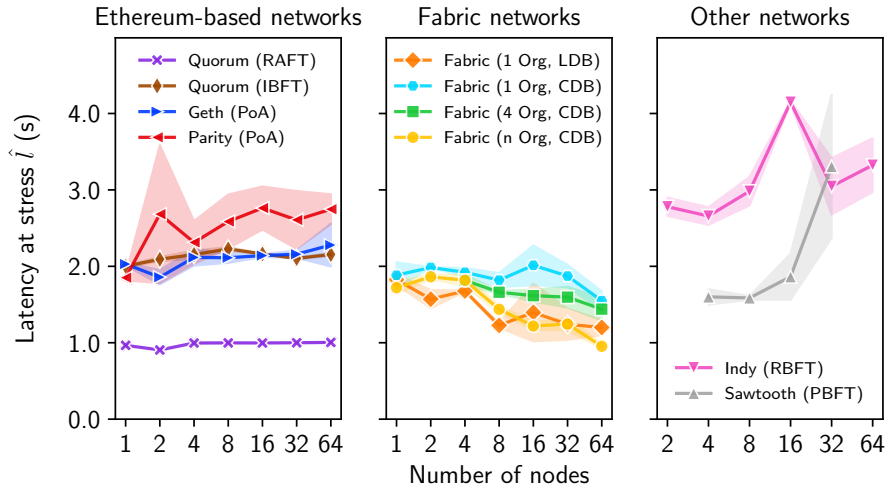 Ethereum-based networks
Fabric networks
Other networks
Latency at stress l̂ (s)
4.0
3.0
2.0
1.0
0.0
Quorum (RAFT)
Quorum (IBFT)
Geth (PoA)
Parity (PoA)
1 2 4 8 16 32 64
Fabric (1 Org, LDB)
Fabric (1 Org, CDB)
Fabric (4 Org, CDB)
Fabric (n Org, CDB)
1 2 4 8 16 32 64
Indy (RBFT)
Sawtooth (PBFT)
2 4 8 16 32 64
Number of nodes